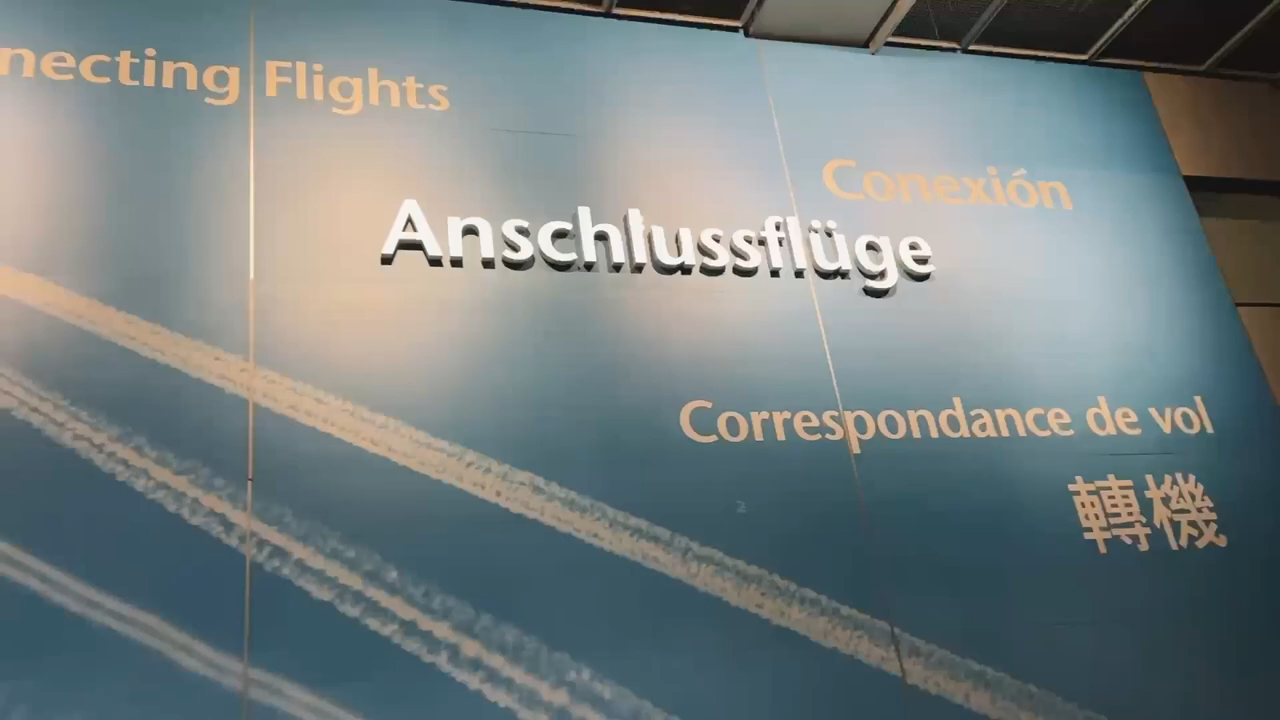 necting Flights
Conexión
Anschlussflüge
Correspondance de vol
轉機